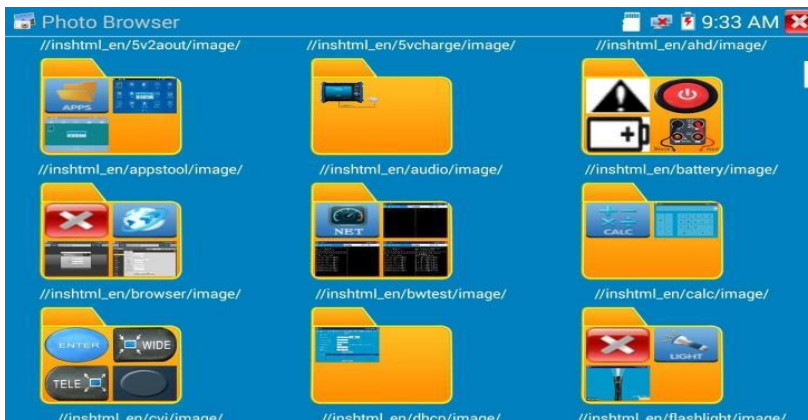 Photo Browser
9:33 AM
//inshtml_en/5v2aout/image/
//inshtml_en/5vcharge/image/
//inshtml_en/ahd/image/
APPS
//inshtml_en/appstool/image/
//inshtml_en/audio/image/
//inshtml_en/battery/image/
NET
CALC
//inshtml_en/browser/image/
//inshtml_en/bwtest/image/
//inshtml_en/calc/image/
ENTER
WIDE
TELE
LIGHT
//inshtml_en/cvi/image/
//inshtml_en/dhcp/image/
//inshtml_en/flashlight/image/